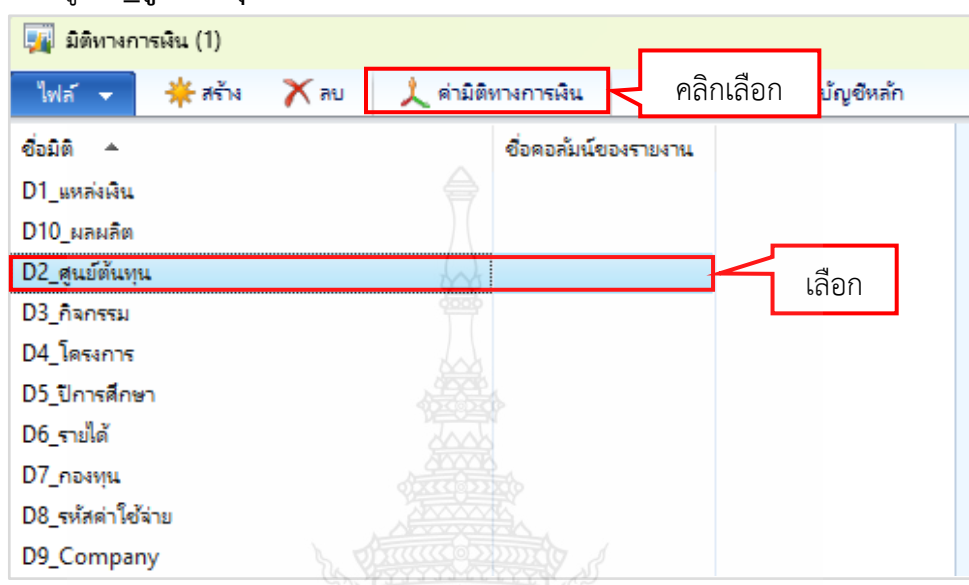 มิติทางการเงิน (1)
ไฟล์ สร้าง ลบ ค่ามิติทางการเงิน คลิกเลือก บัญชีหลัก
ชื่อมิติ ชื่อคอลัมน์ของรายงาน
D1_แหล่งเงิน
D10_ผลผลิต
D2_ศูนย์ต้นทุน
เลือก
D3_กิจกรรม
D4_โครงการ
D5_ปีการศึกษา
D6_รายได้
D7_กองทุน
D8_รหัสค่าใช้จ่าย
D9_Company